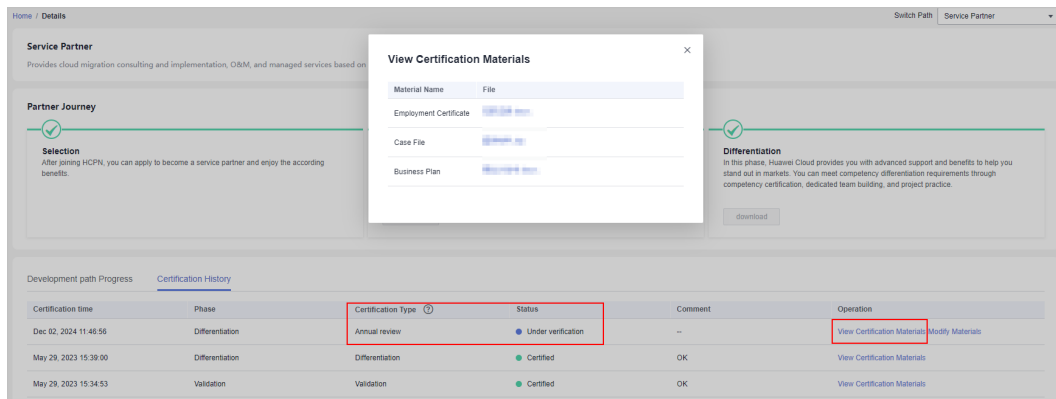 Home / Details
Switch Path Service Partner
Service Partner
Provides cloud migration consulting and implementation, O&M, and managed services based on
View Certification Materials
Material Name File
Employment Certificate
Case File
Business Plan
Partner Journey
Selection
After joining HCPN, you can apply to become a service partner and enjoy the according
benefits.
Differentiation
In this phase, Huawei Cloud provides you with advanced support and benefits to help you
stand out in markets. You can meet competency differentiation requirements through
competency certification, dedicated team building, and project practice.
download
Development path Progress Certification History
Certification time Phase Certification Type ? Status Comment Operation
Dec 02, 2024 11:46:56 Differentiation Annual review Under verification -- View Certification Materials Modify Materials
May 29, 2023 15:39:00 Differentiation Differentiation Certified OK View Certification Materials
May 29, 2023 15:34:53 Validation Validation Certified OK View Certification Materials